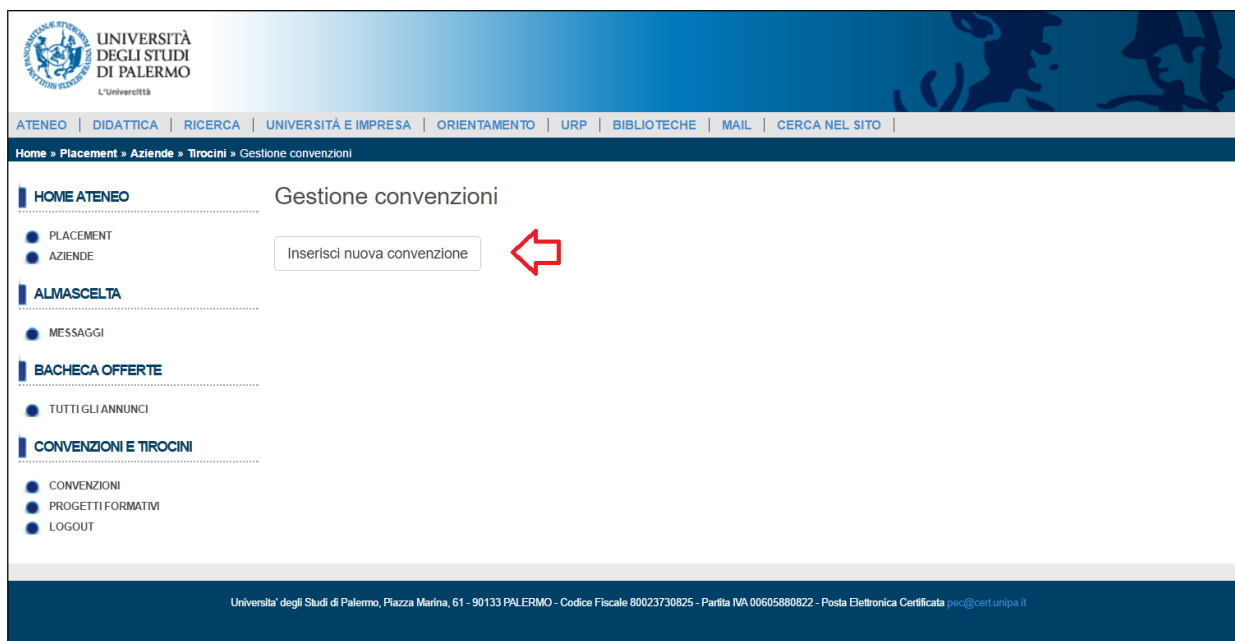 UNIVERSITÀ
DEGLI STUDI
DI PALERMO
L'Univercittà
ATENEO | DIDATTICA | RICERCA | UNIVERSITÀ E IMPRESA | ORIENTAMENTO | URP | BIBLIOTECHE | MAIL | CERCA NEL SITO |
Home » Placement » Aziende » Tirocini » Gestione convenzioni
HOME ATENEO
PLACEMENT
AZIENDE
ALMASCELTA
MESSAGGI
BACHECA OFFERTE
TUTTI GLI ANNUNCI
CONVENZIONI E TIROCINI
CONVENZIONI
PROGETTI FORMATIVI
LOGOUT
Gestione convenzioni
Inserisci nuova convenzione
Universita' degli Studi di Palermo, Piazza Marina, 61 - 90133 PALERMO - Codice Fiscale 80023730825 - Partita IVA 00605880822 - Posta Elettronica Certificata pec@cert.unipa.it